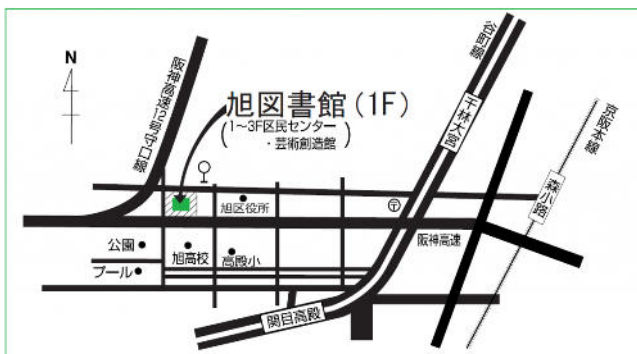 N
阪神高速12号守口線
旭図書館(1F)
(1~3F区民センター
・芸術創造館)
谷町線
千林大宮
京阪本線
森小路
旭区役所
〒
阪神高速
公園
旭高校
高殿小
プール
関目高殿